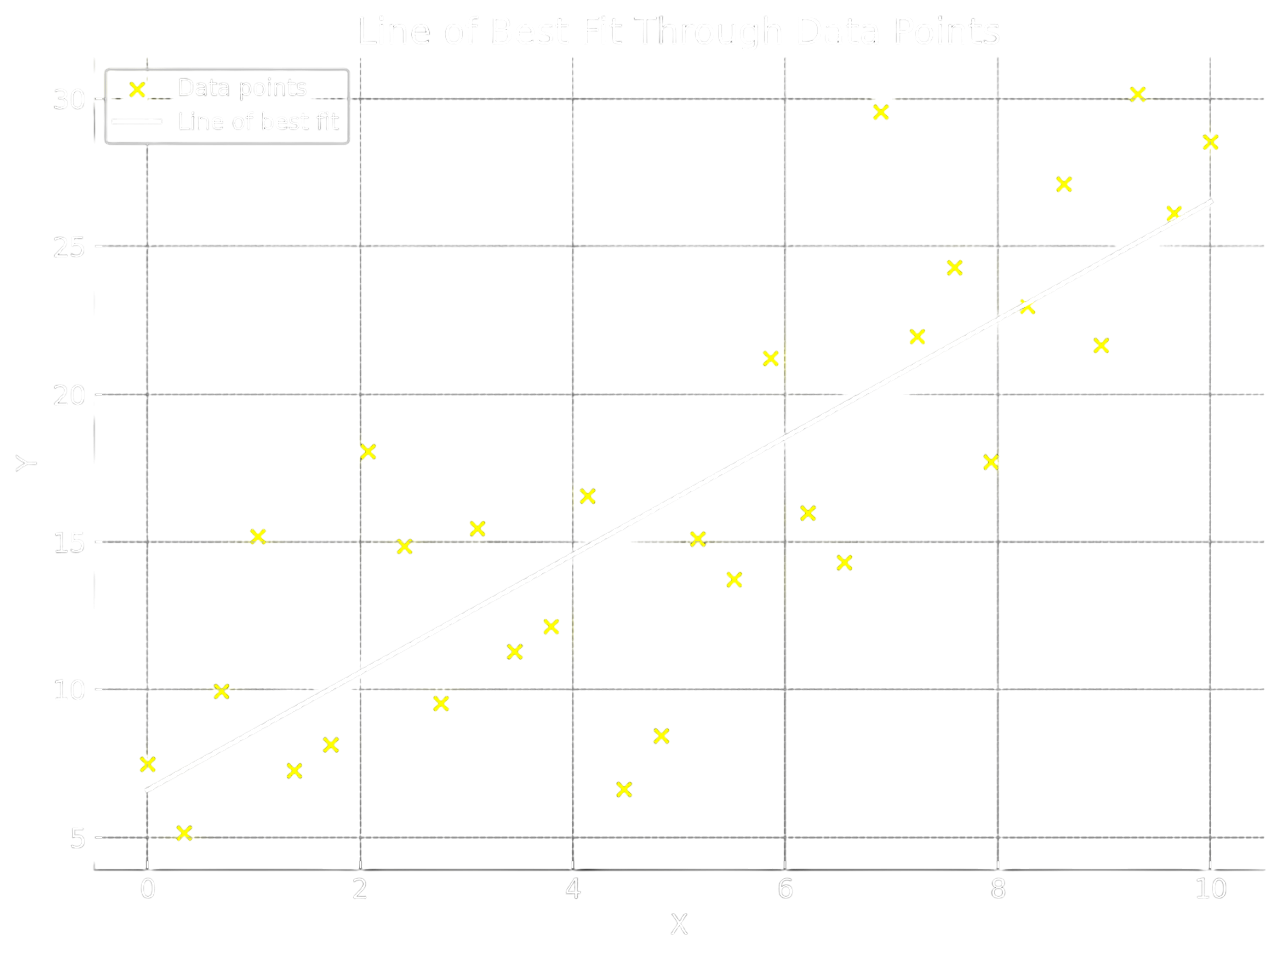 Line of Best Fit Through Data Points
Data points
Line of best fit
30
25
20
15
10
5
Y
0 2 4 6 8 10
X